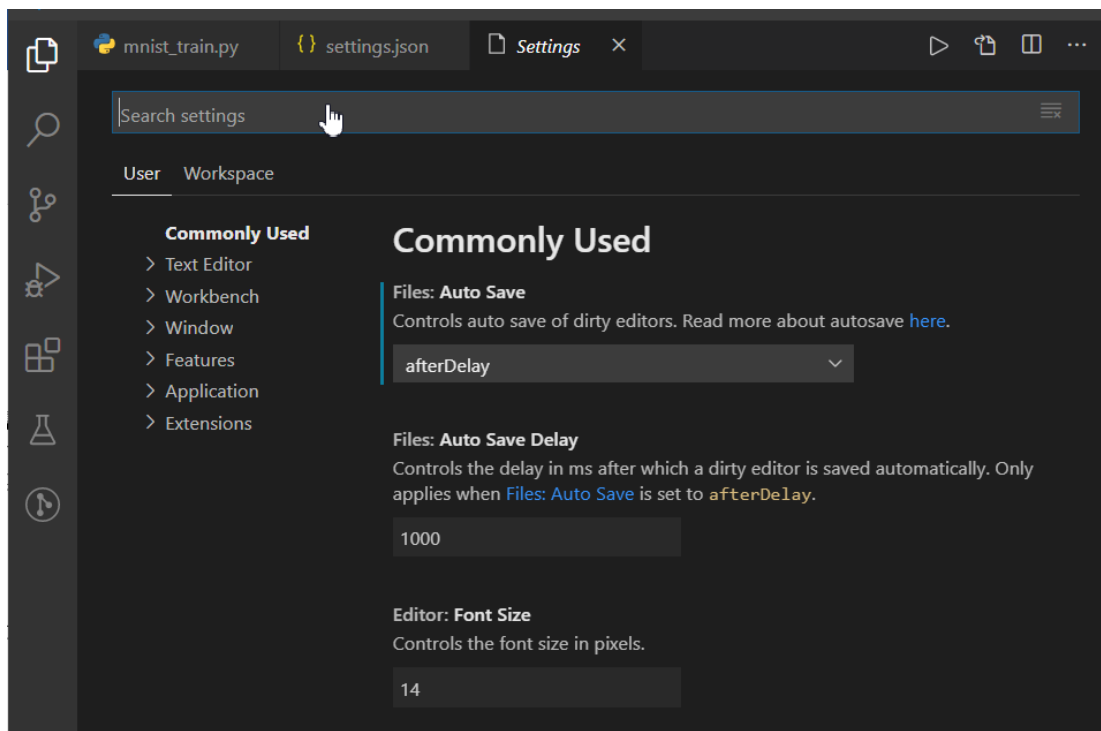 mnist_train.py {} settings.json Settings
Search settings
User Workspace
Commonly Used
Text Editor
Workbench
Window
Features
Application
Extensions
Commonly Used
Files: Auto Save
Controls auto save of dirty editors. Read more about autosave here.
afterDelay
Files: Auto Save Delay
Controls the delay in ms after which a dirty editor is saved automatically. Only
applies when Files: Auto Save is set to afterDelay.
1000
Editor: Font Size
Controls the font size in pixels.
14